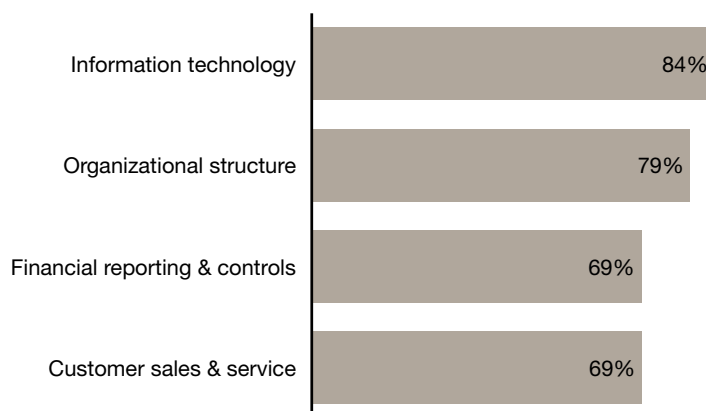 Information technology 84%
Organizational structure 79%
Financial reporting & controls 69%
Customer sales & service 69%